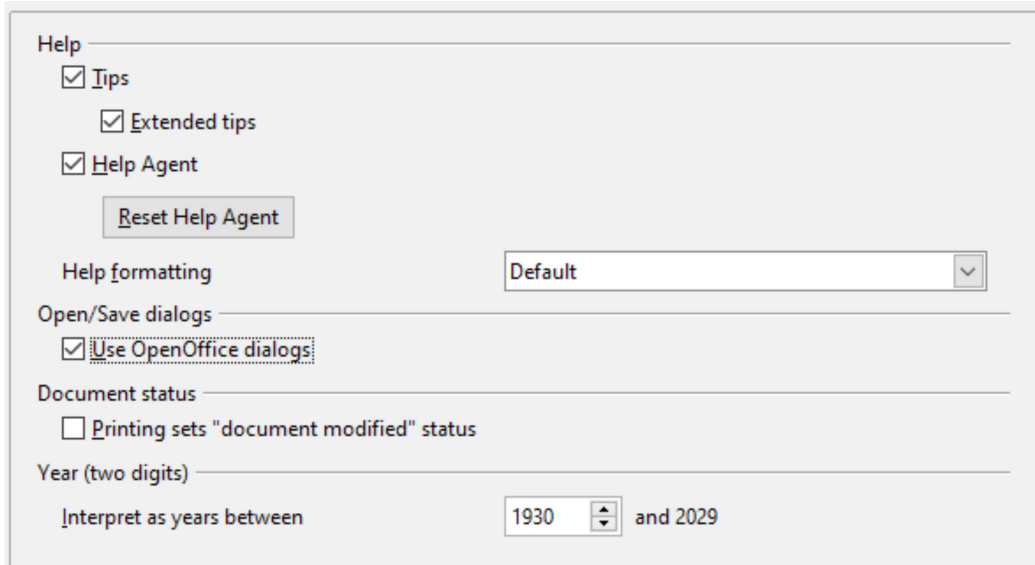 Help
Tips
Extended tips
Help Agent
Reset Help Agent
Help formatting Default
Open/Save dialogs
Use OpenOffice dialogs
Document status
Printing sets "document modified" status
Year (two digits)
Interpret as years between 1930 and 2029